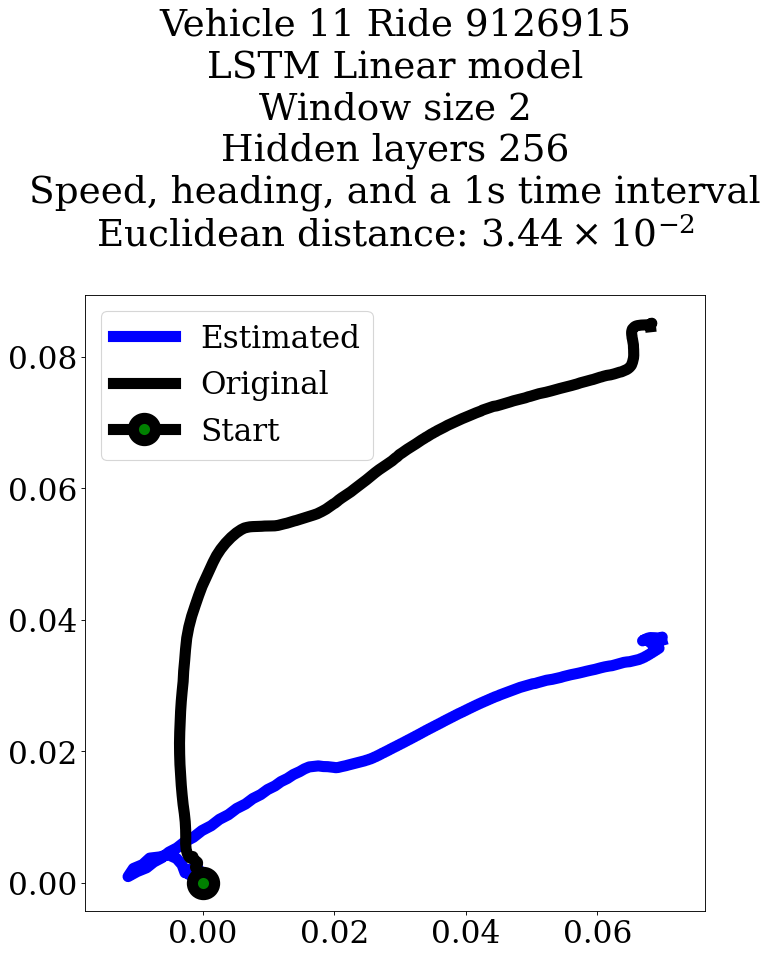 Vehicle 11 Ride 9126915
LSTM Linear model
Window size 2
Hidden layers 256
Speed, heading, and a 1s time interval
Euclidean distance: 3.44 × 10⁻²
Estimated
Original
Start
0.08
0.06
0.04
0.02
0.00
0.00 0.02 0.04 0.06